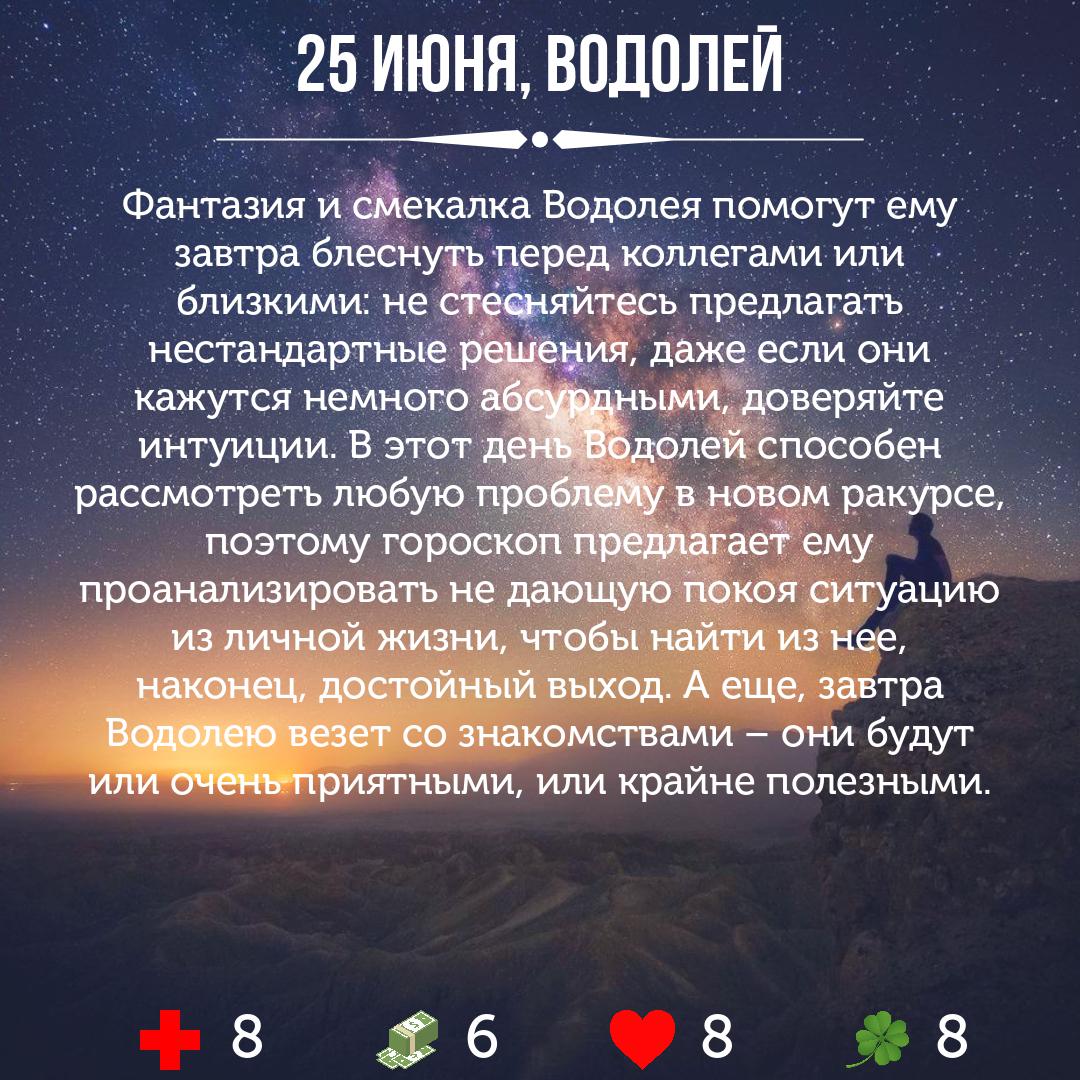 25 ИЮНЯ, ВОДОЛЕЙ
Фантазия и смекалка Водолея помогут ему
завтра блеснуть перед коллегами или
близкими: не стесняйтесь предлагать
нестандартные решения, даже если они
кажутся немного абсурдными, доверяйте
интуиции. В этот день Водолей способен
рассмотреть любую проблему в новом ракурсе,
поэтому гороскоп предлагает ему
проанализировать не дающую покоя ситуацию
из личной жизни, чтобы найти из нее,
наконец, достойный выход. А еще, завтра
Водолею везет со знакомствами – они будут
или очень приятными, или крайне полезными.
8 6 8 8